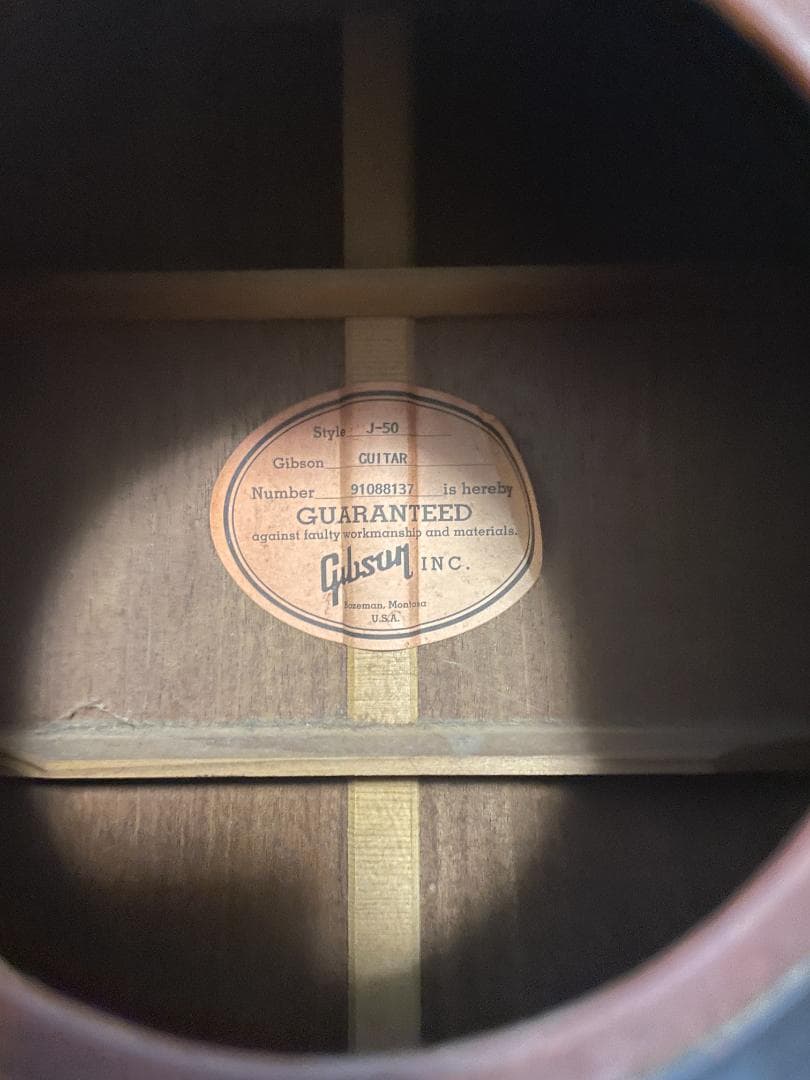 Style J-50
Gibson GUITAR
Number 91088137 is hereby
GUARANTEED
against faulty workmanship and materials.
Gibson INC.
Bozeman, Montana
U.S.A.